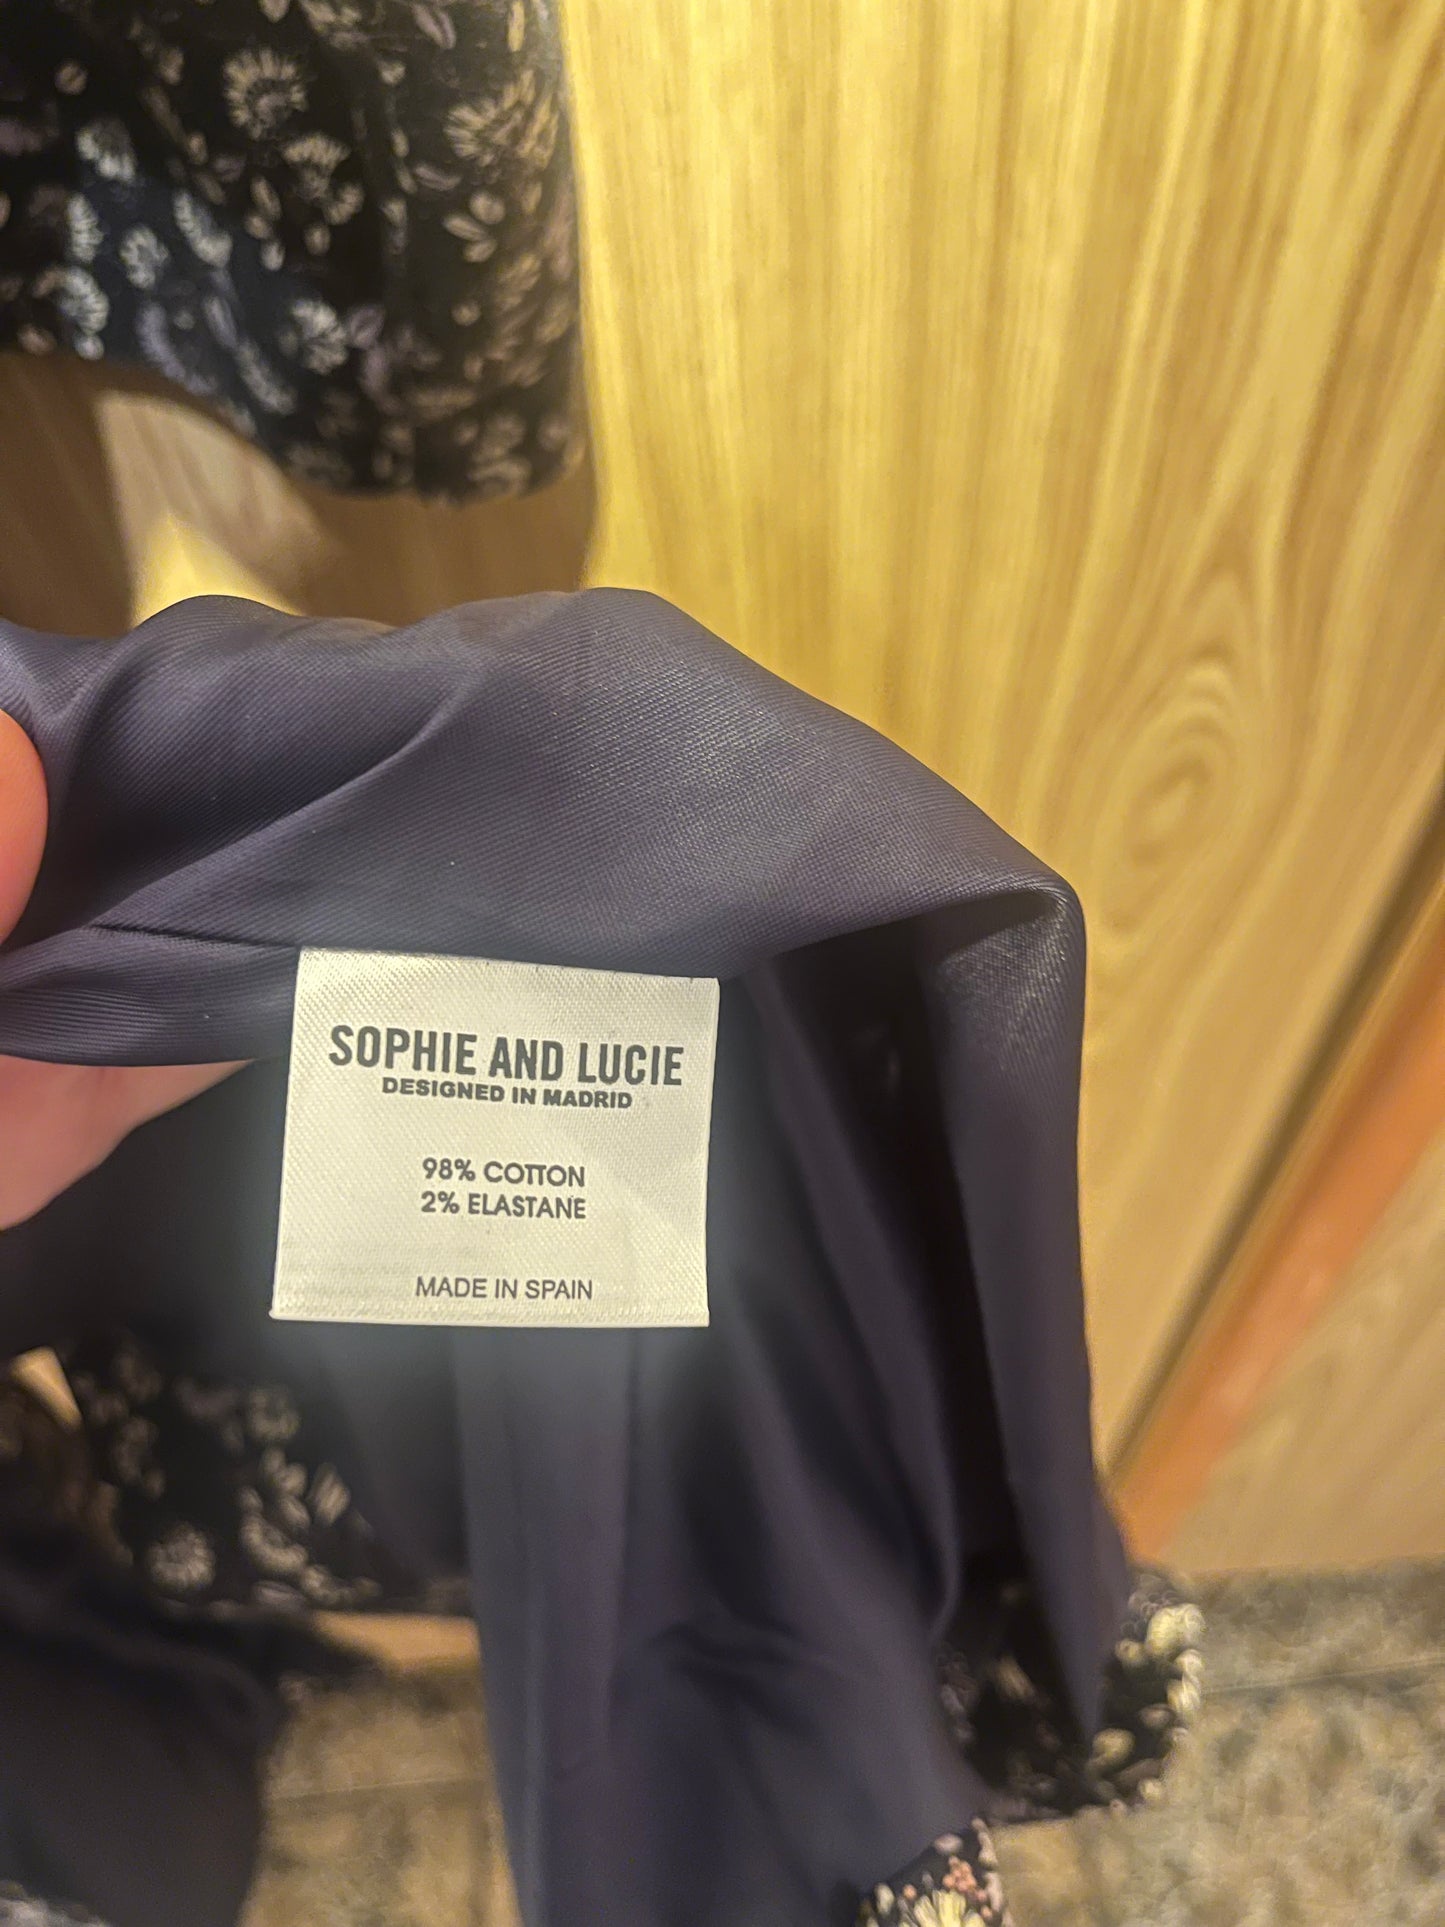 SOPHIE AND LUCIE
DESIGNED IN MADRID
98% COTTON
2% ELASTANE
MADE IN SPAIN